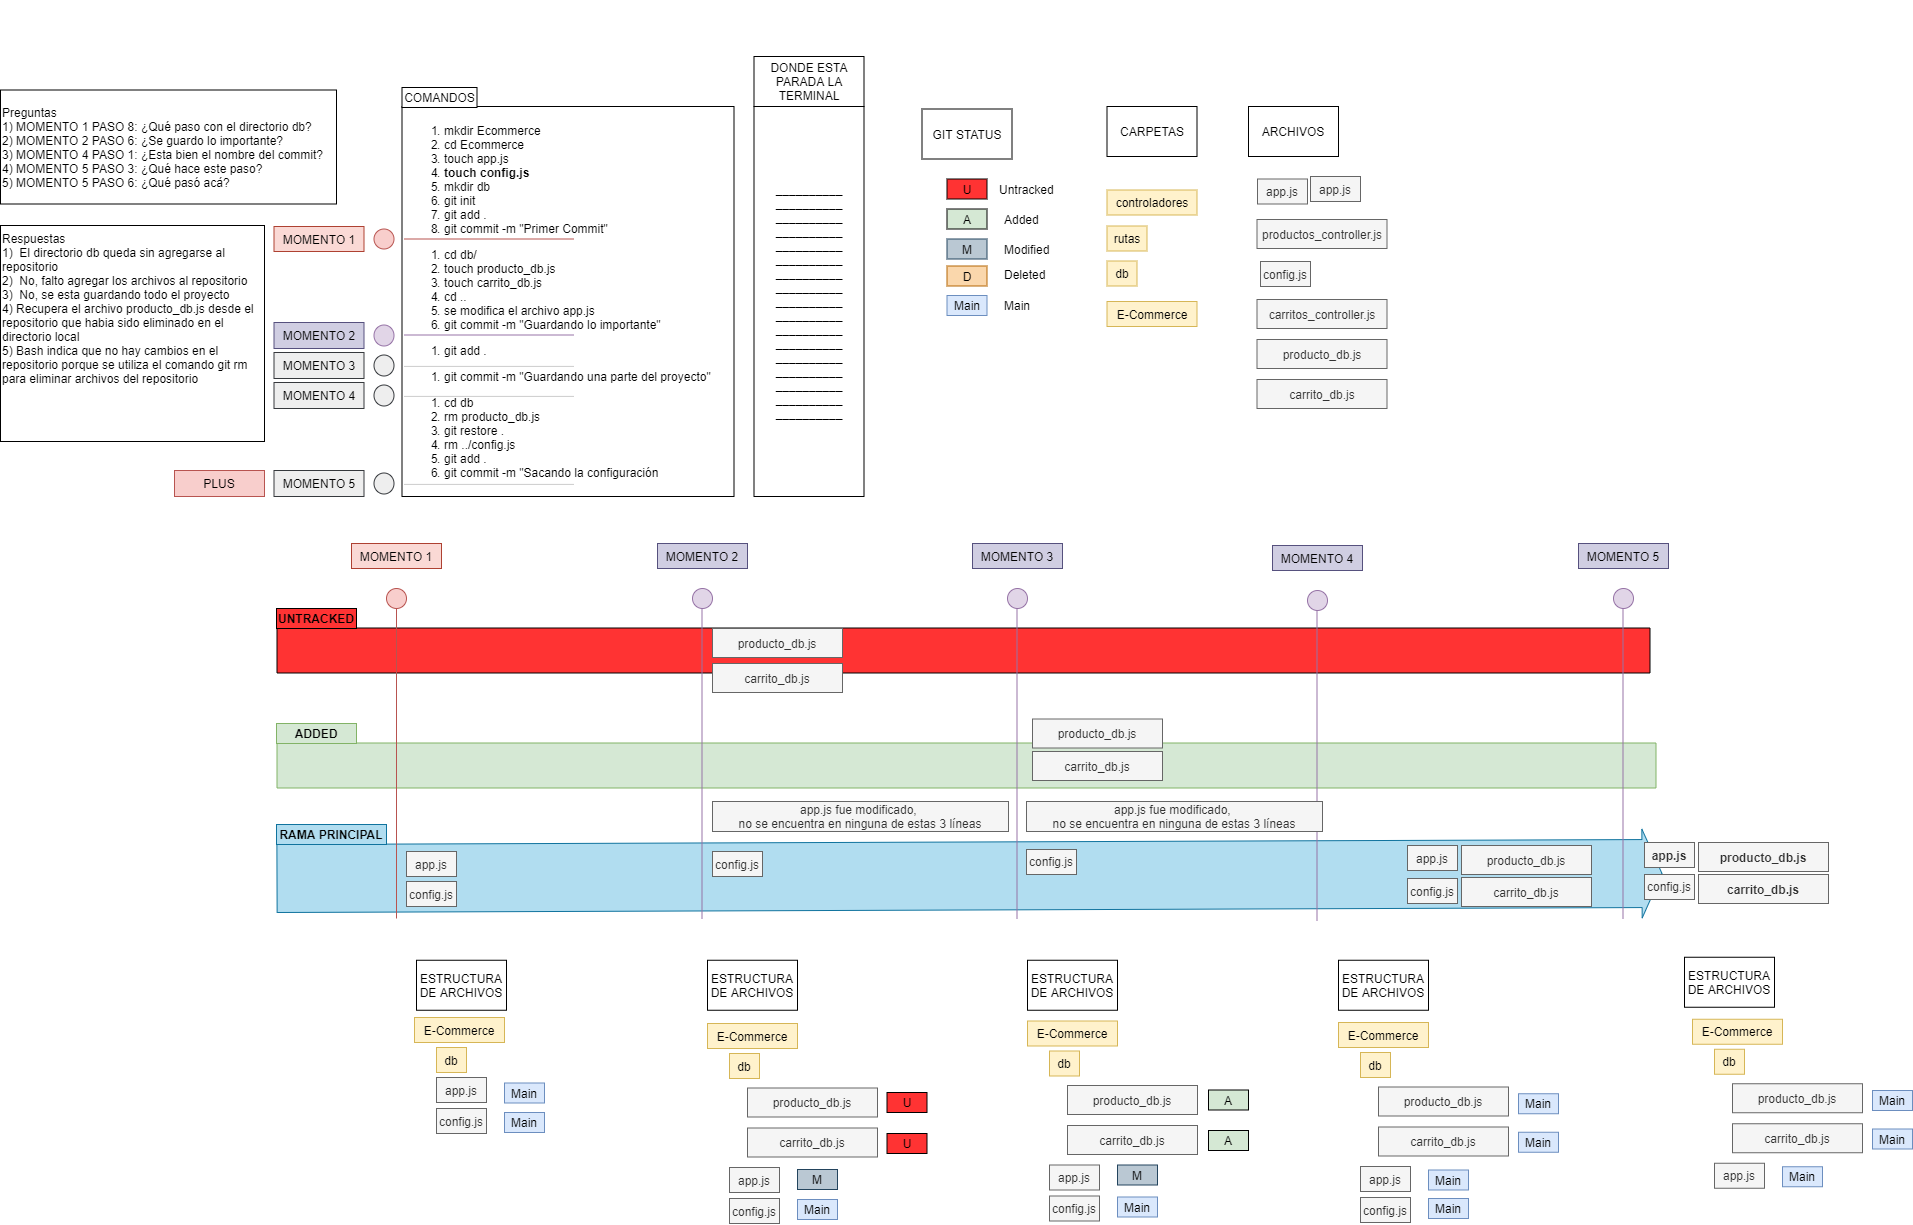 Preguntas
1) MOMENTO 1 PASO 8: ¿Qué paso con el directorio db?
2) MOMENTO 2 PASO 6: ¿Se guardo lo importante?
3) MOMENTO 4 PASO 1: ¿Esta bien el nombre del commit?
4) MOMENTO 5 PASO 3: ¿Qué hace este paso?
5) MOMENTO 5 PASO 6: ¿Qué pasó acá?
Respuestas
1)  El directorio db queda sin agregarse al
repositorio
2)  No, falto agregar los archivos al repositorio
3)  No, se esta guardando todo el proyecto
4) Recupera el archivo producto_db.js desde el
repositorio que habia sido eliminado en el
directorio local
5) Bash indica que no hay cambios en el
repositorio porque se utiliza el comando git rm
para eliminar archivos del repositorio
MOMENTO 1
MOMENTO 2
MOMENTO 3
MOMENTO 4
PLUS
MOMENTO 5
COMANDOS
1. mkdir Ecommerce
2. cd Ecommerce
3. touch app.js
4. touch config.js
5. mkdir db
6. git init
7. git add .
8. git commit -m "Primer Commit"
1. cd db/
2. touch producto_db.js
3. touch carrito_db.js
4. cd ..
5. se modifica el archivo app.js
6. git commit -m "Guardando lo importante"
1. git add .
1. git commit -m "Guardando una parte del proyecto"
1. cd db
2. rm producto_db.js
3. git restore .
4. rm ../config.js
5. git add .
6. git commit -m "Sacando la configuración
DONDE ESTA
PARADA LA
TERMINAL
GIT STATUS
U Untracked
A Added
M Modified
D Deleted
Main Main
CARPETAS
controladores
rutas
db
E-Commerce
ARCHIVOS
app.js app.js
productos_controller.js
config.js
carritos_controller.js
producto_db.js
carrito_db.js
MOMENTO 1
MOMENTO 2
MOMENTO 3
MOMENTO 4
MOMENTO 5
UNTRACKED
producto_db.js
carrito_db.js
ADDED
producto_db.js
carrito_db.js
app.js fue modificado,
no se encuentra en ninguna de estas 3 líneas
app.js fue modificado,
no se encuentra en ninguna de estas 3 líneas
RAMA PRINCIPAL
app.js
config.js
config.js
config.js
app.js producto_db.js
config.js carrito_db.js
app.js producto_db.js
config.js carrito_db.js
ESTRUCTURA
DE ARCHIVOS
E-Commerce
db
app.js Main
config.js Main
ESTRUCTURA
DE ARCHIVOS
E-Commerce
db
producto_db.js U
carrito_db.js U
app.js M
config.js Main
ESTRUCTURA
DE ARCHIVOS
E-Commerce
db
producto_db.js A
carrito_db.js A
app.js M
config.js Main
ESTRUCTURA
DE ARCHIVOS
E-Commerce
db
producto_db.js Main
carrito_db.js Main
app.js Main
config.js Main
ESTRUCTURA
DE ARCHIVOS
E-Commerce
db
producto_db.js Main
carrito_db.js Main
app.js Main